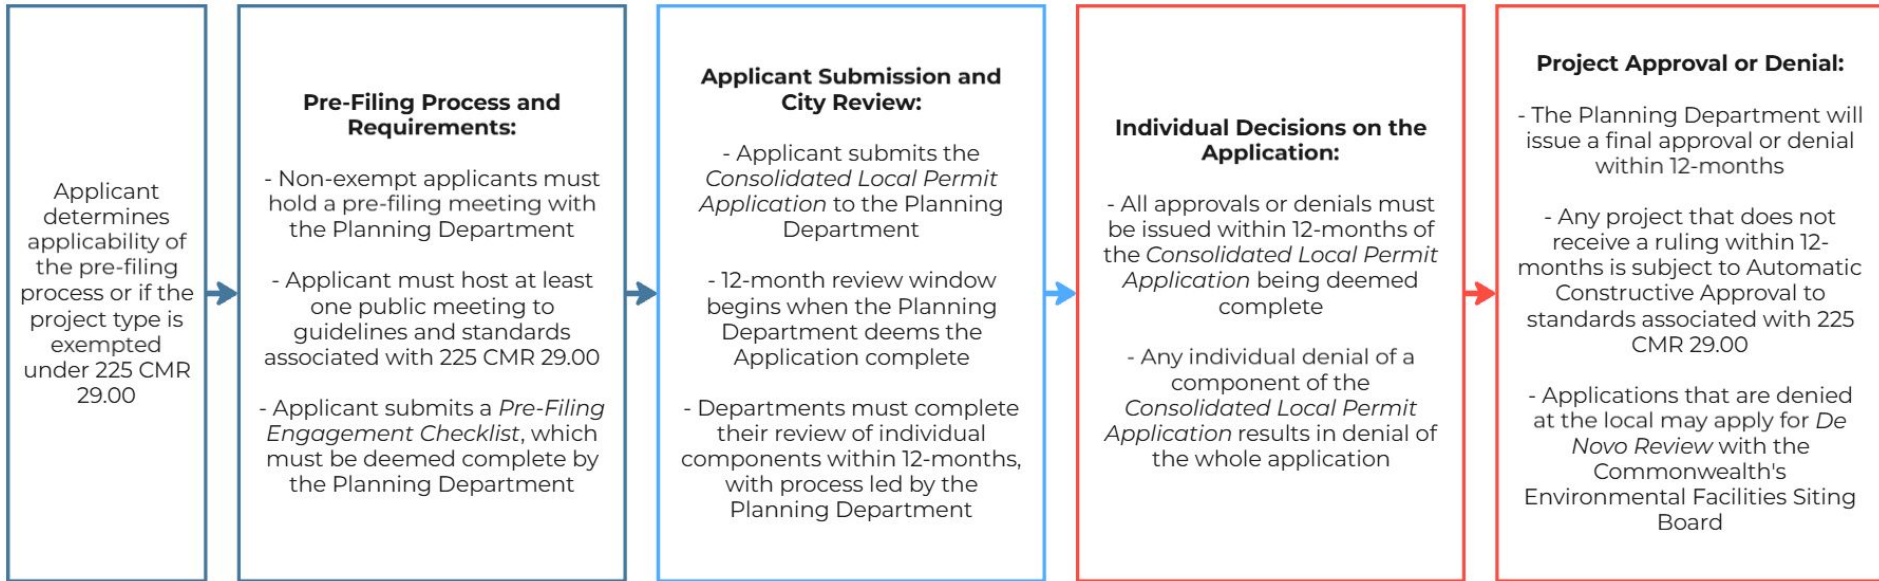 Applicant
determines
applicability of
the pre-filing
process or if the
project type is
exempted
under 225 CMR
29.00
Pre-Filing Process and
Requirements:
- Non-exempt applicants must
hold a pre-filing meeting with
the Planning Department
- Applicant must host at least
one public meeting to
guidelines and standards
associated with 225 CMR 29.00
- Applicant submits a Pre-Filing
Engagement Checklist, which
must be deemed complete by
the Planning Department
Applicant Submission and
City Review:
- Applicant submits the
Consolidated Local Permit
Application to the Planning
Department
- 12-month review window
begins when the Planning
Department deems the
Application complete
- Departments must complete
their review of individual
components within 12-months,
with process led by the
Planning Department
Individual Decisions on the
Application:
- All approvals or denials must
be issued within 12-months of
the Consolidated Local Permit
Application being deemed
complete
- Any individual denial of a
component of the
Consolidated Local Permit
Application results in denial of
the whole application
Project Approval or Denial:
- The Planning Department will
issue a final approval or denial
within 12-months
- Any project that does not
receive a ruling within 12-
months is subject to Automatic
Constructive Approval to
standards associated with 225
CMR 29.00
- Applications that are denied
at the local may apply for De
Novo Review with the
Commonwealth's
Environmental Facilities Siting
Board